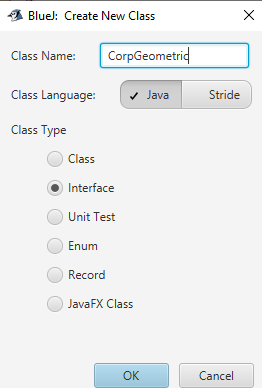 BlueJ: Create New Class
Class Name: CorpGeometric
Class Language: Java Stride
Class Type
Class
Interface
Unit Test
Enum
Record
JavaFX Class
OK Cancel